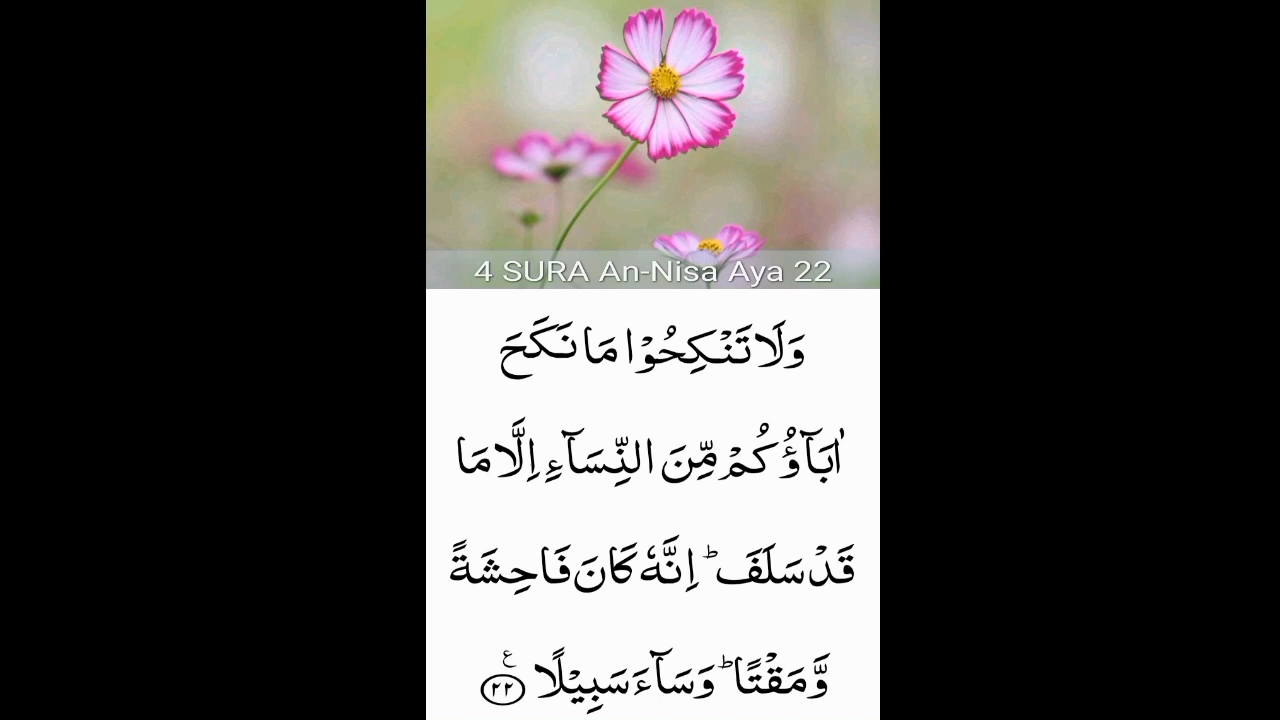 4 SURA An-Nisa Aya 22
وَلَا تَنْكِحُوْا مَا نَكَحَ
اٰبَآؤُكُمْ مِّنَ النِّسَآءِ اِلَّا مَا
قَدْ سَلَفَ ؕ اِنَّهٗ كَانَ فَاحِشَةً
وَّمَقْتًا ؕ وَسَآءَ سَبِيْلًا ۲۲ ع